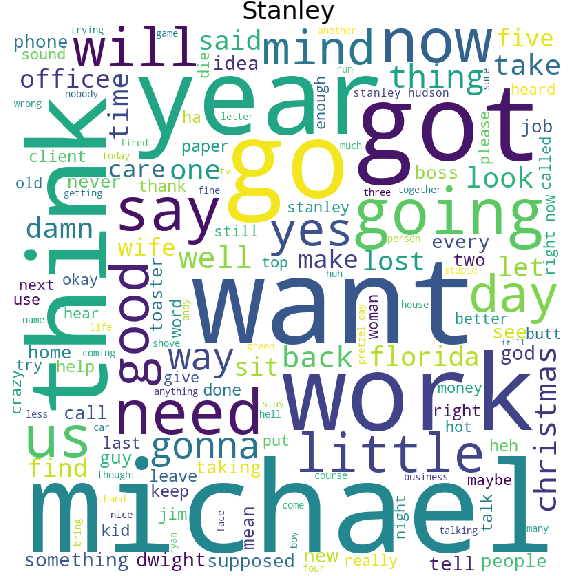 Stanley
trying
game
another
phone
will
said
mind
now
five
sound
die
idea
thing
take
wrong
nobody
run
sure
heard
officee
time
year
got
stanley hudson
letter
enough
much
fired
ha
paper
think
client
today
care
one
go
boss
please
job
called
old
never
thank
fine
tv
three
together
look
right now
getting
say
stanley
going
damn
wife
still
yes
well
top
make
lost
every
two
let
next
okay
good
toaster
word
want
huh
person
woman
stupid
day
use
name
hear
andy
house
better
see
butt
home
life
coming
shove
way
sit
back
pretzel day
florida
god
it'll
try
help
give
green
crazy
less
car
call
need
done
anything
stay
hell
work
money
right
hot
christmas
us
last
gonna
put
little
heh
find
thought
guy
leave
taking
course
business
maybe
keep
hand
michael
bring
nice
kid
jim
face
mean
come
night
talk
talking
many
something
dwight
ryan
supposed
boy
new
four
really
tell
people